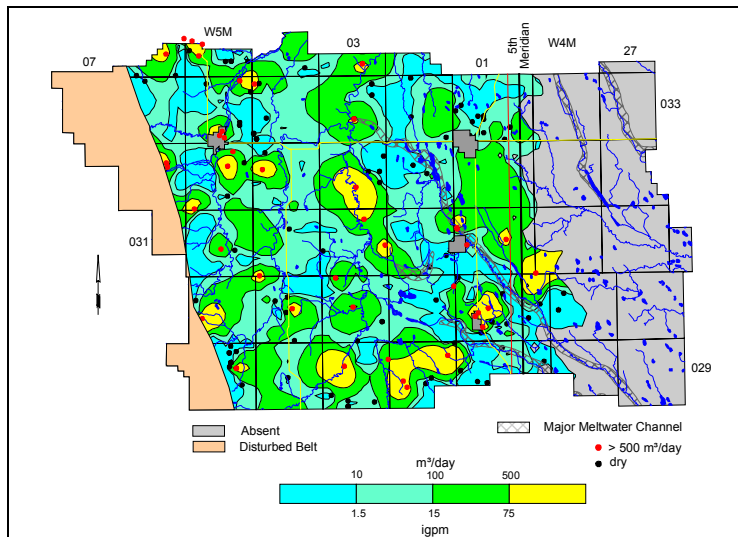 W5M
5th
Meridian
W4M
07
03
01
27
033
031
029
Absent
Disturbed Belt
Major Meltwater Channel
> 500 m³/day
dry
m³/day
10
100
500
1.5
15
75
igpm